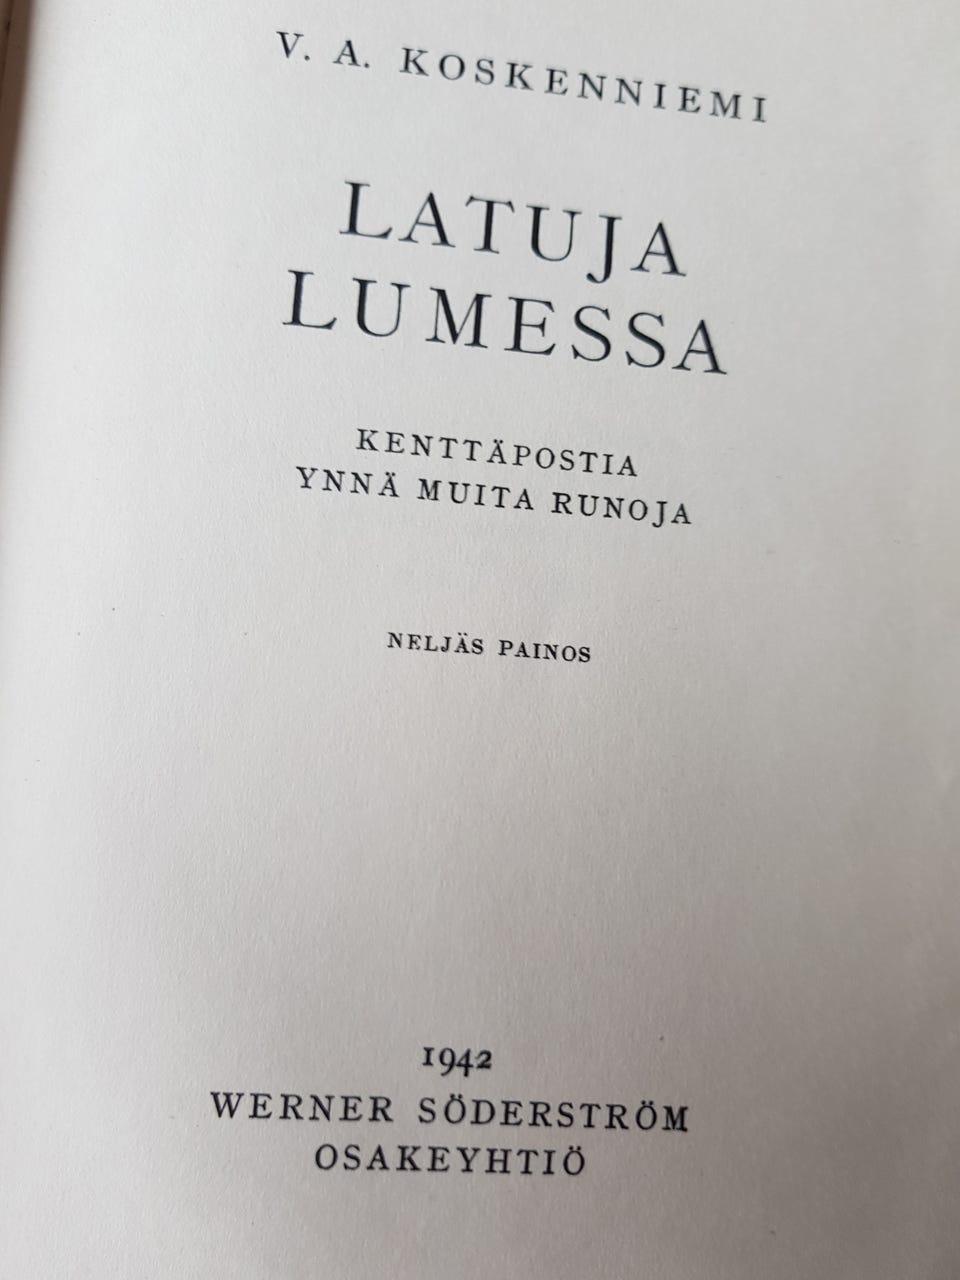 V. A. KOSKENNIEMI
LATUJA
LUMESSA
KENTTÄPOSTIA
YNNÄ MUITA RUNOJA
NELJÄS PAINOS
1942
WERNER SÖDERSTRÖM
OSAKEYHTIÖ